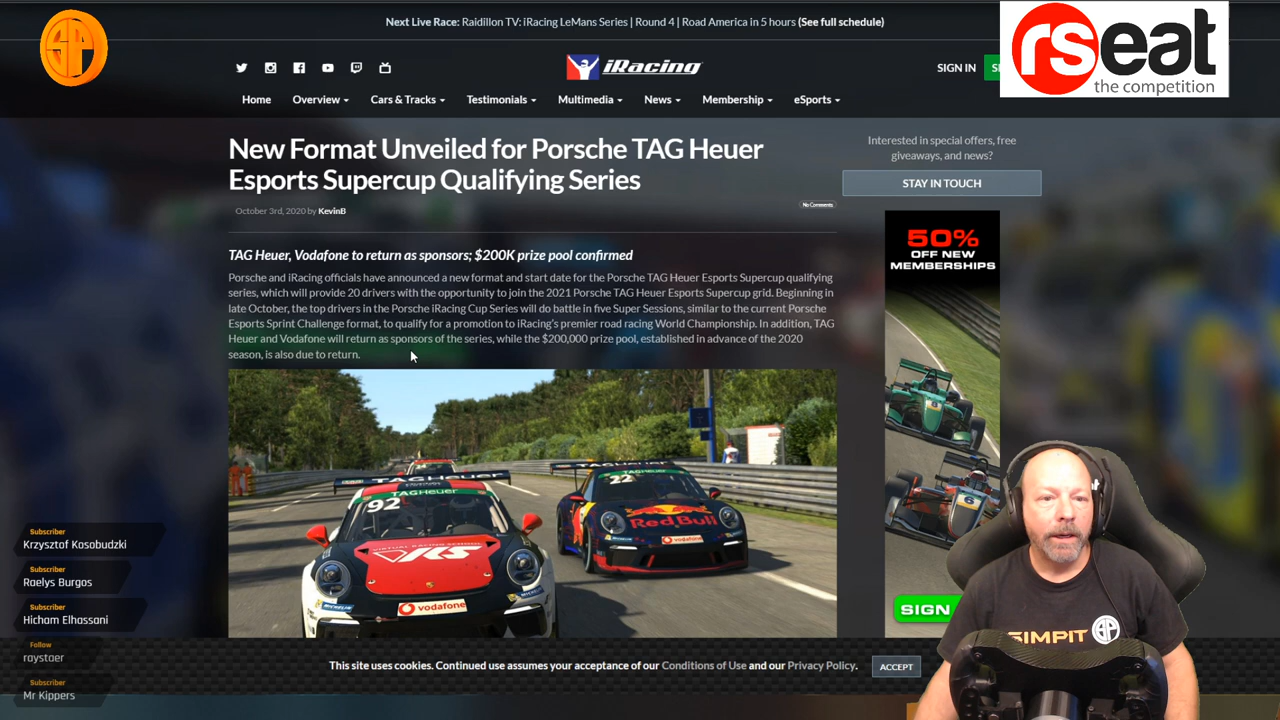 Next Live Race: Raidillon TV: iRacing LeMans Series | Round 4 | Road America in 5 hours (See full schedule)
SP
rseat
the competition
iRacing
SIGN IN
Home
Overview
Cars & Tracks
Testimonials
Multimedia
News
Membership
eSports
New Format Unveiled for Porsche TAG Heuer
Esports Supercup Qualifying Series
October 3rd, 2020 by KevinB
No Comments
TAG Heuer, Vodafone to return as sponsors; $200K prize pool confirmed
Porsche and iRacing officials have announced a new format and start date for the Porsche TAG Heuer Esports Supercup qualifying
series, which will provide 20 drivers with the opportunity to join the 2021 Porsche TAG Heuer Esports Supercup grid. Beginning in
late October, the top drivers in the Porsche iRacing Cup Series will do battle in five Super Sessions, similar to the current Porsche
Esports Sprint Challenge format, to qualify for a promotion to iRacing's premier road racing World Championship. In addition, TAG
Heuer and Vodafone will return as sponsors of the series, while the $200,000 prize pool, established in advance of the 2020
season, is also due to return.
Interested in special offers, free
giveaways, and news?
STAY IN TOUCH
50%
OFF NEW
MEMBERSHIPS
SIGN
TAGHeuer
TAGHeuer
92
VRS
vodafone
TAGHeuer
22
Red Bull
vodafone
6
SIMPIT
Subscriber
Krzysztof Kosobudzki
Subscriber
Raelys Burgos
Subscriber
Hicham Elhassani
Follow
raystaer
Subscriber
Mr Kippers
This site uses cookies. Continued use assumes your acceptance of our Conditions of Use and our Privacy Policy.
ACCEPT